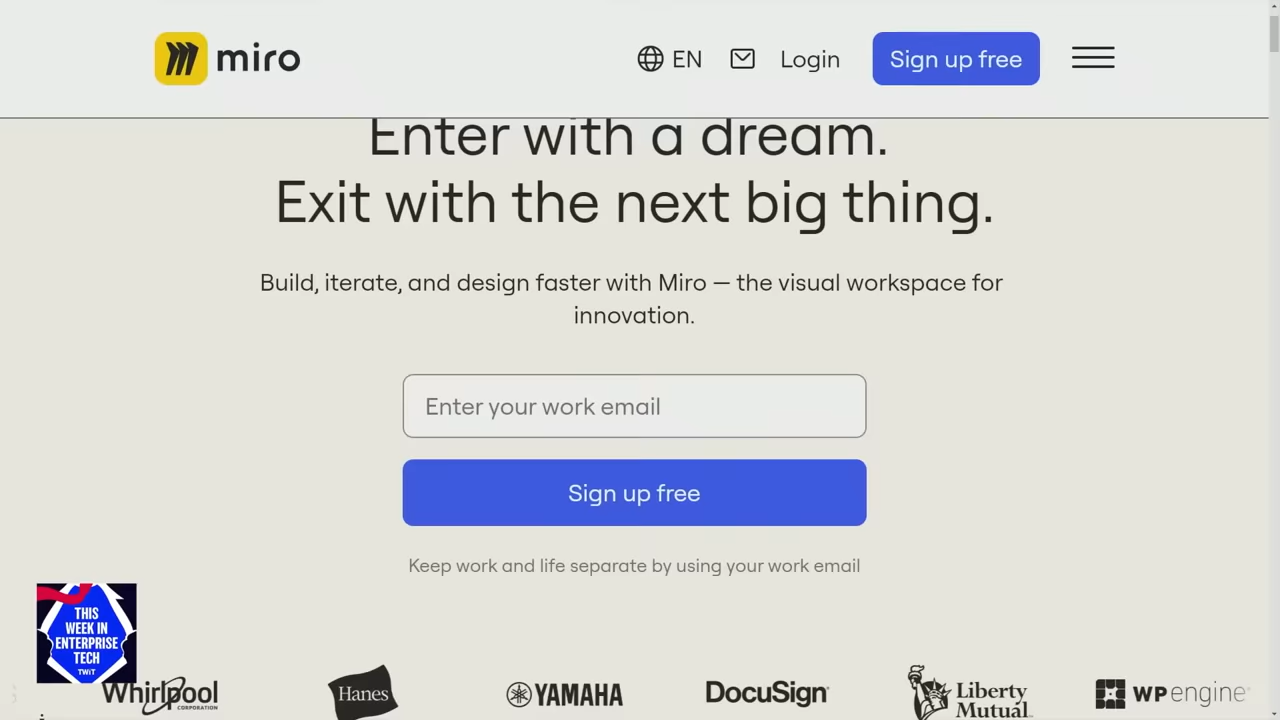 miro
EN
Login
Sign up free
Enter with a dream.
Exit with the next big thing.
Build, iterate, and design faster with Miro — the visual workspace for
innovation.
Enter your work email
Sign up free
Keep work and life separate by using your work email
THIS
WEEK IN
ENTERPRISE
TECH
TWiT
Whirlpool
CORPORATION
Hanes
YAMAHA
DocuSign
Liberty
Mutual
WP engine